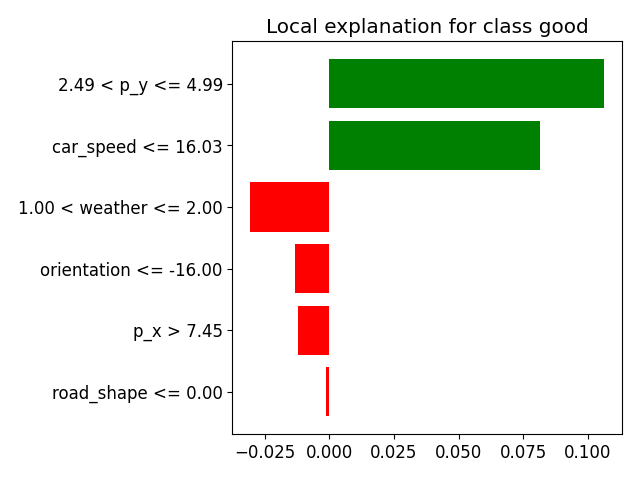 Local explanation for class good
2.49 < p_y <= 4.99
car_speed <= 16.03
1.00 < weather <= 2.00
orientation <= -16.00
p_x > 7.45
road_shape <= 0.00
−0.025 0.000 0.025 0.050 0.075 0.100